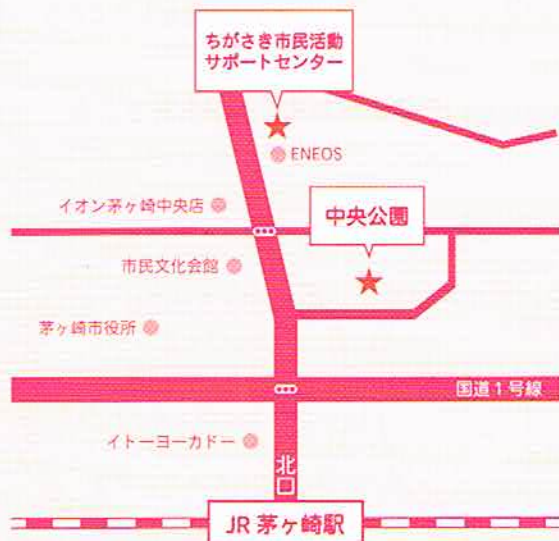 ちがさき市民活動
サポートセンター
ENEOS
イオン茅ヶ崎中央店
中央公園
市民文化会館
茅ヶ崎市役所
国道1号線
イトーヨーカドー
北口
JR 茅ヶ崎駅